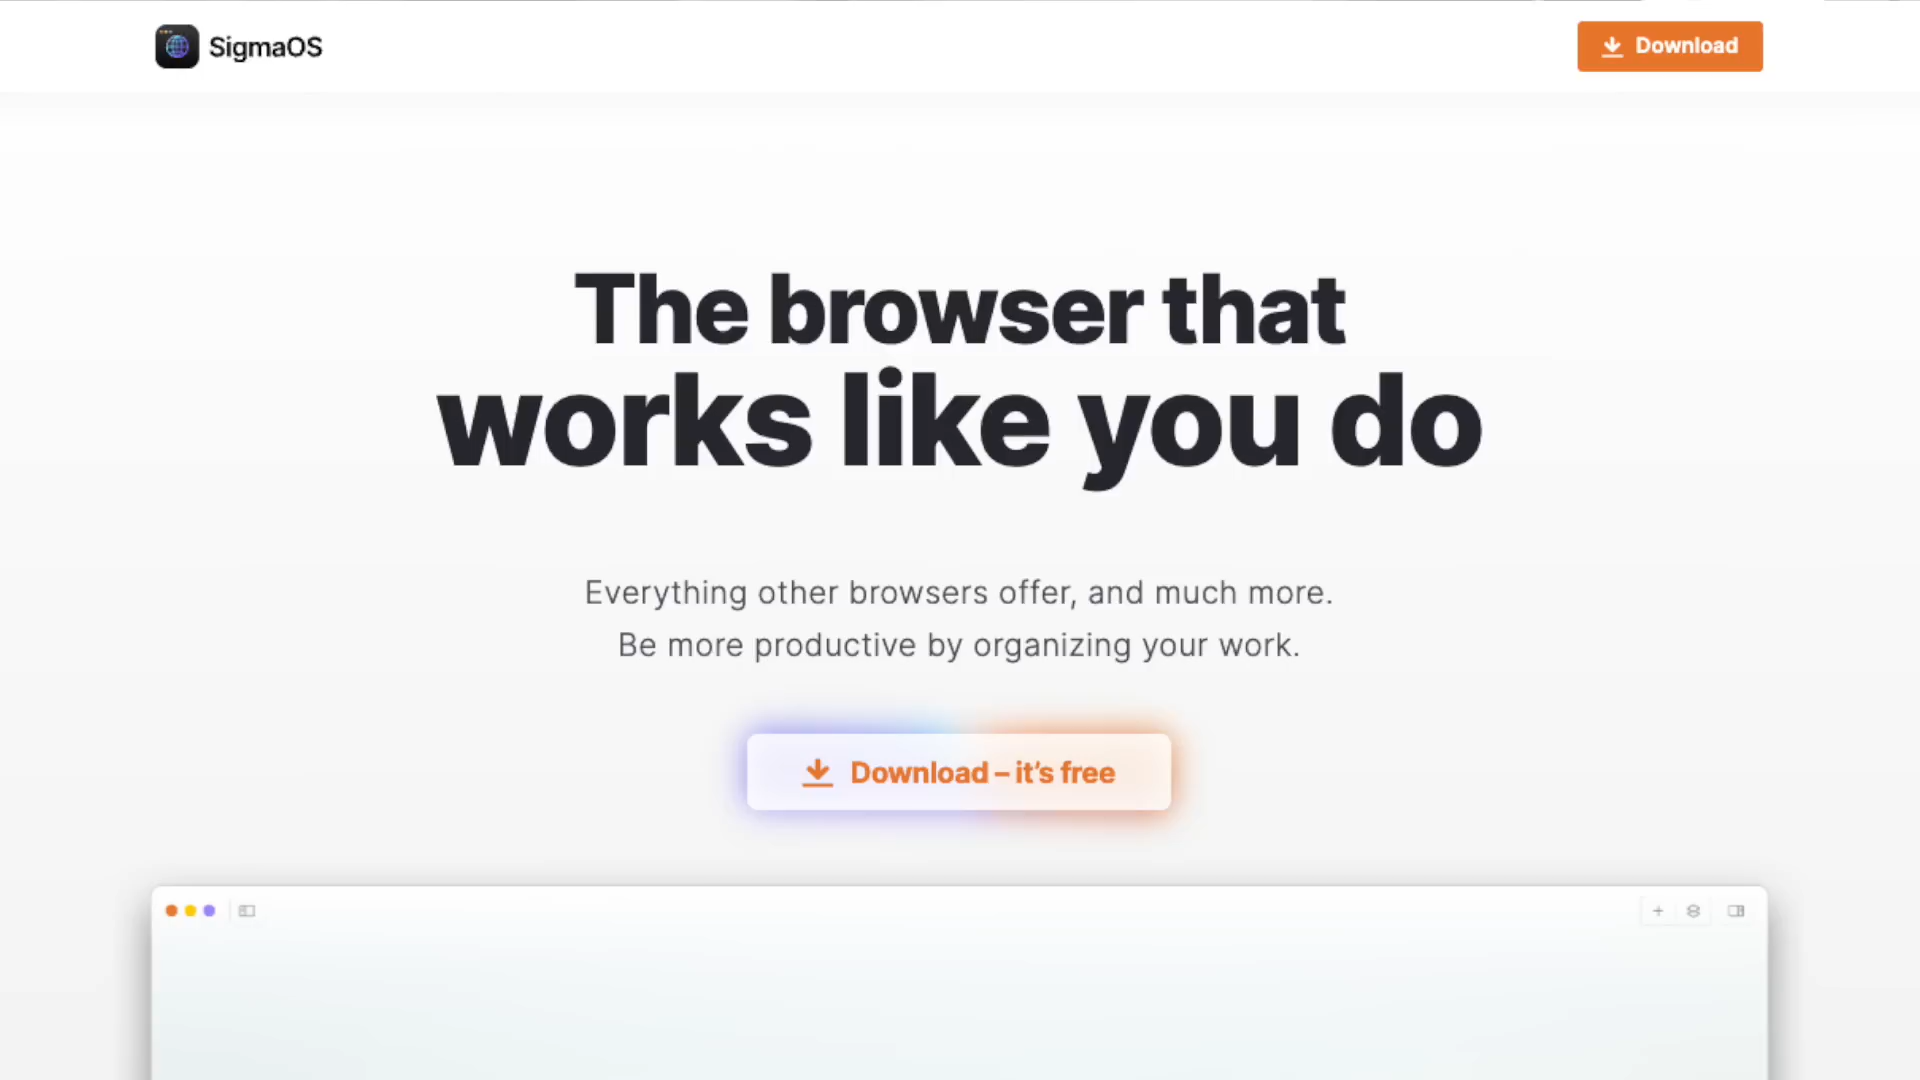 SigmaOS
Download
The browser that
works like you do
Everything other browsers offer, and much more.
Be more productive by organizing your work.
Download – it’s free